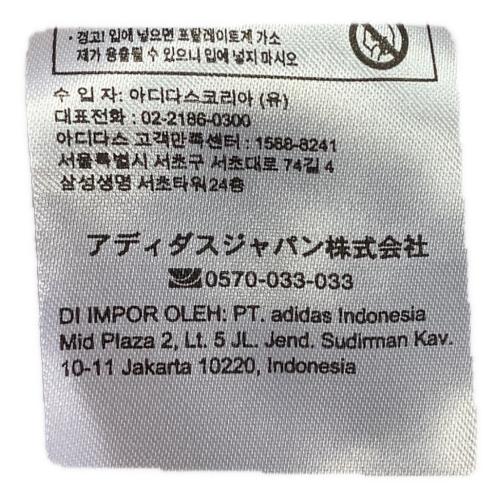 · 경고! 입에 넣으면 프탈레이트계 가소
제가 용출될 수 있으니 입에 넣지 마시오
수 입 자: 아디다스코리아 (유)
대표전화 : 02-2186-0300
아디다스 고객만족센터 : 1588-8241
서울특별시 서초구 서초대로 74길 4
삼성생명 서초타워 24층
アディダスジャパン株式会社
0570-033-033
DI IMPOR OLEH: PT. adidas Indonesia
Mid Plaza 2, Lt. 5 JL. Jend. Sudirman Kav.
10-11 Jakarta 10220, Indonesia